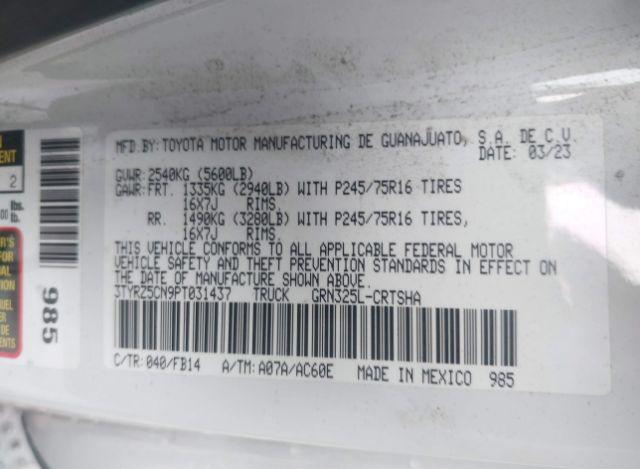 MFD.BY: TOYOTA MOTOR MANUFACTURING DE GUANAJUATO, S.A. DE C.V.
DATE: 03/23
GVWR: 2540KG (5600LB)
GAWR: FRT. 1335KG (2940LB) WITH P245/75R16 TIRES
16X7J RIMS,
RR. 1490KG (3280LB) WITH P245/75R16 TIRES,
16X7J RIMS,
THIS VEHICLE CONFORMS TO ALL APPLICABLE FEDERAL MOTOR
VEHICLE SAFETY AND THEFT PREVENTION STANDARDS IN EFFECT ON
THE DATE OF MANUFACTURE SHOWN ABOVE.
3TYRZ5CN9PT031437 TRUCK GRN325L-CRTSHA
C/TR: 040/FB14 A/TM: A07A/AC60E MADE IN MEXICO 985
2
lb.
985